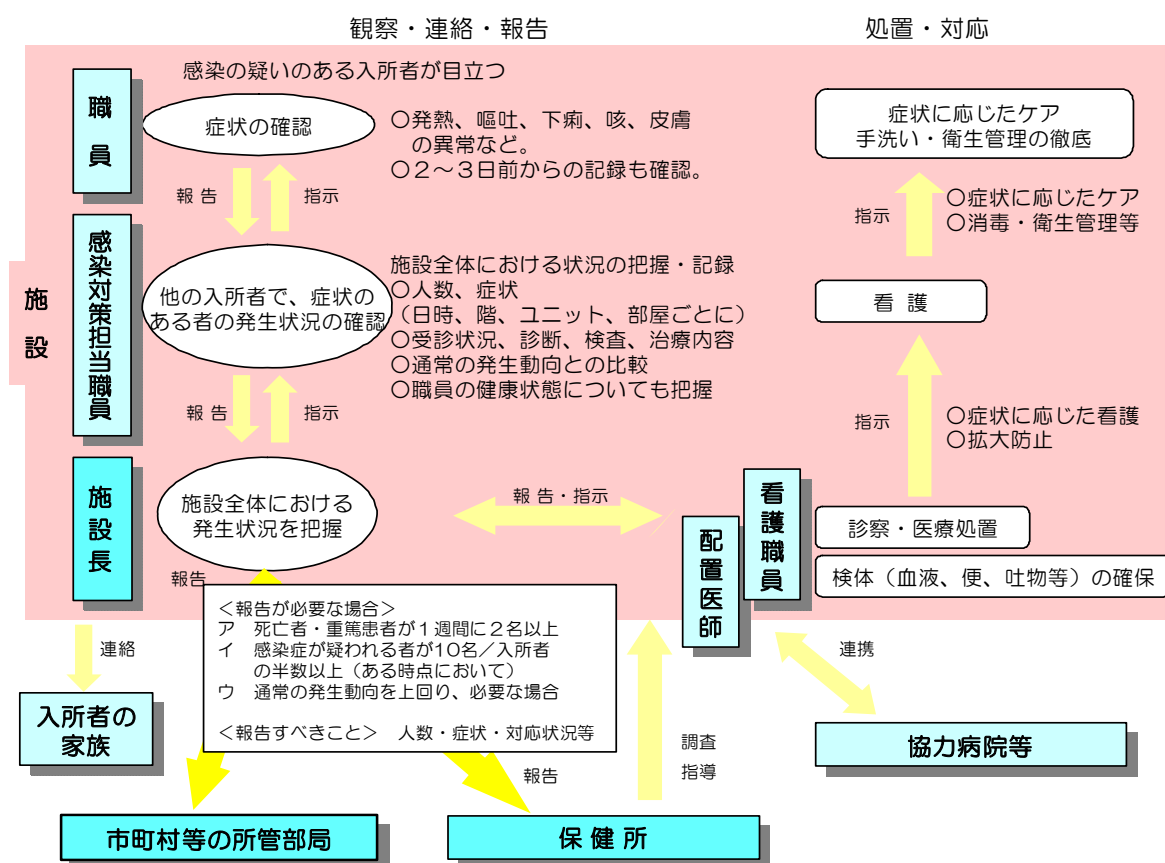 観察・連絡・報告
処置・対応
職員
感染の疑いのある入所者が目立つ
症状の確認
○発熱、嘔吐、下痢、咳、皮膚
の異常など。
○２～３日前からの記録も確認。
症状に応じたケア
手洗い・衛生管理の徹底
報告
指示
指示
○症状に応じたケア
○消毒・衛生管理等
施設
感染対策担当職員
他の入所者で、症状の
ある者の発生状況の確認
施設全体における状況の把握・記録
○人数、症状
（日時、階、ユニット、部屋ごとに）
○受診状況、診断、検査、治療内容
○通常の発生動向との比較
○職員の健康状態についても把握
看護
報告
指示
指示
○症状に応じた看護
○拡大防止
施設長
施設全体における
発生状況を把握
報告・指示
配置医師
看護職員
診察・医療処置
検体（血液、便、吐物等）の確保
報告
＜報告が必要な場合＞
ア　死亡者・重篤患者が１週間に２名以上
イ　感染症が疑われる者が10名／入所者
の半数以上（ある時点において）
ウ　通常の発生動向を上回り、必要な場合
＜報告すべきこと＞　人数・症状・対応状況等
連絡
連携
入所者の
家族
調査
指導
協力病院等
報告
市町村等の所管部局
保健所